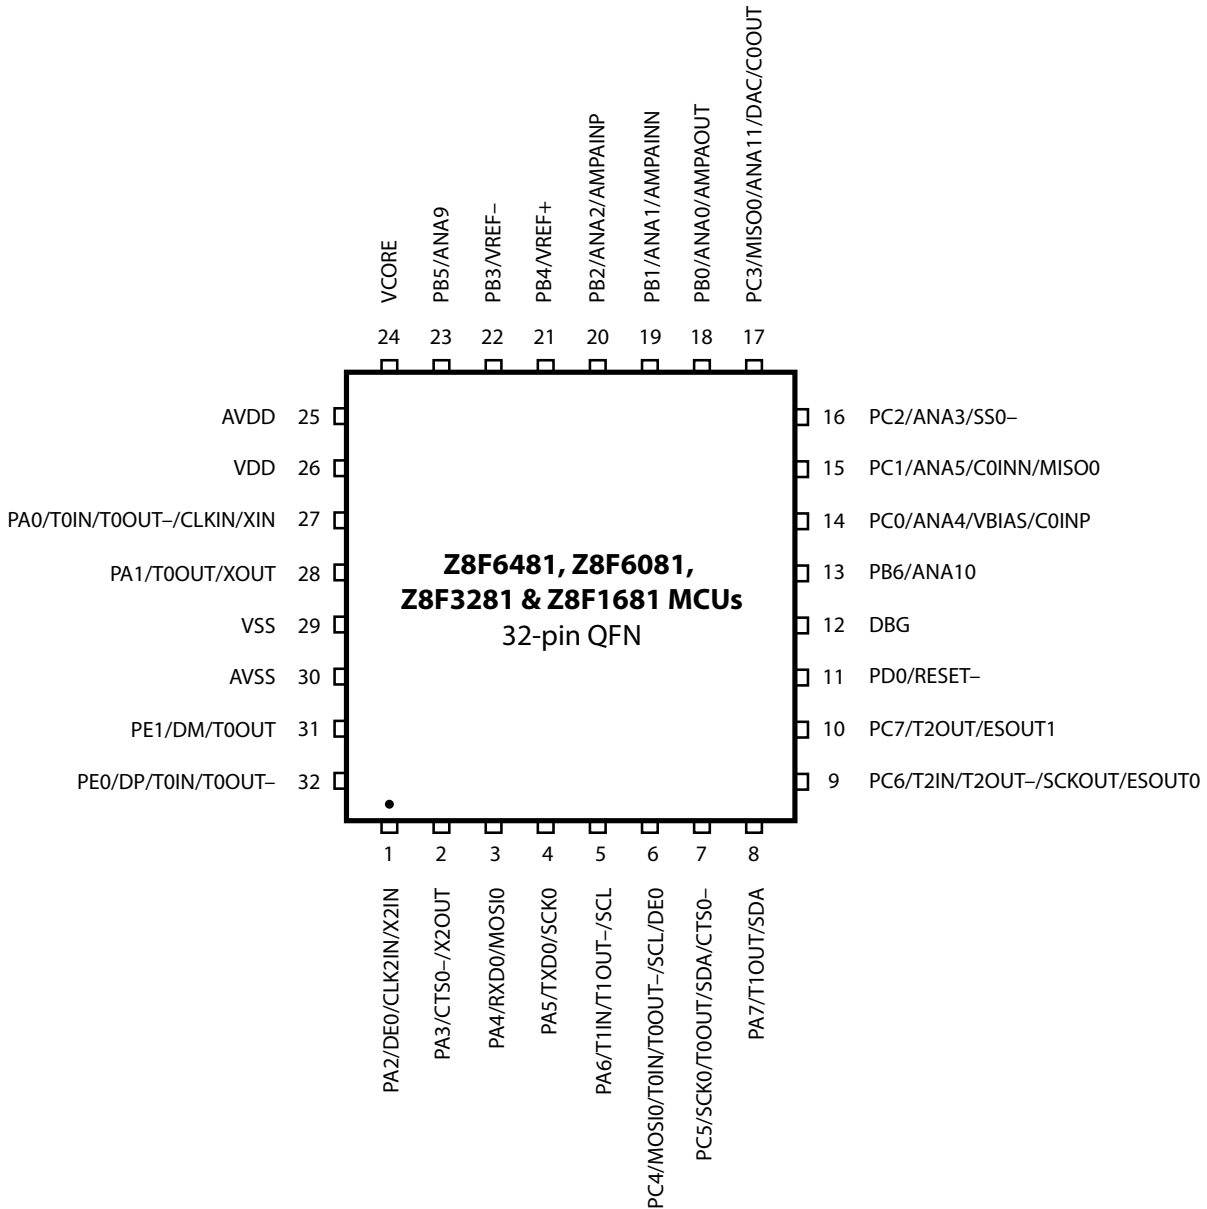 PC3/MISO0/ANA11/DAC/C0OUT
PB0/ANA0/AMPAOUT
PB1/ANA1/AMPAINN
PB2/ANA2/AMPAINP
PB4/VREF+
PB3/VREF–
PB5/ANA9
VCORE
24 23 22 21 20 19 18 17
AVDD 25
VDD 26
PA0/T0IN/T0OUT–/CLKIN/XIN 27
PA1/T0OUT/XOUT 28
VSS 29
AVSS 30
PE1/DM/T0OUT 31
PE0/DP/T0IN/T0OUT– 32
Z8F6481, Z8F6081,
Z8F3281 & Z8F1681 MCUs
32-pin QFN
16 PC2/ANA3/SS0–
15 PC1/ANA5/C0INN/MISO0
14 PC0/ANA4/VBIAS/C0INP
13 PB6/ANA10
12 DBG
11 PD0/RESET–
10 PC7/T2OUT/ESOUT1
9 PC6/T2IN/T2OUT–/SCKOUT/ESOUT0
1 2 3 4 5 6 7 8
PA2/DE0/CLK2IN/X2IN
PA3/CTS0–/X2OUT
PA4/RXD0/MOSI0
PA5/TXD0/SCK0
PA6/T1IN/T1OUT–/SCL
PC4/MOSI0/T0IN/T0OUT–/SCL/DE0
PC5/SCK0/T0OUT/SDA/CTS0–
PA7/T1OUT/SDA